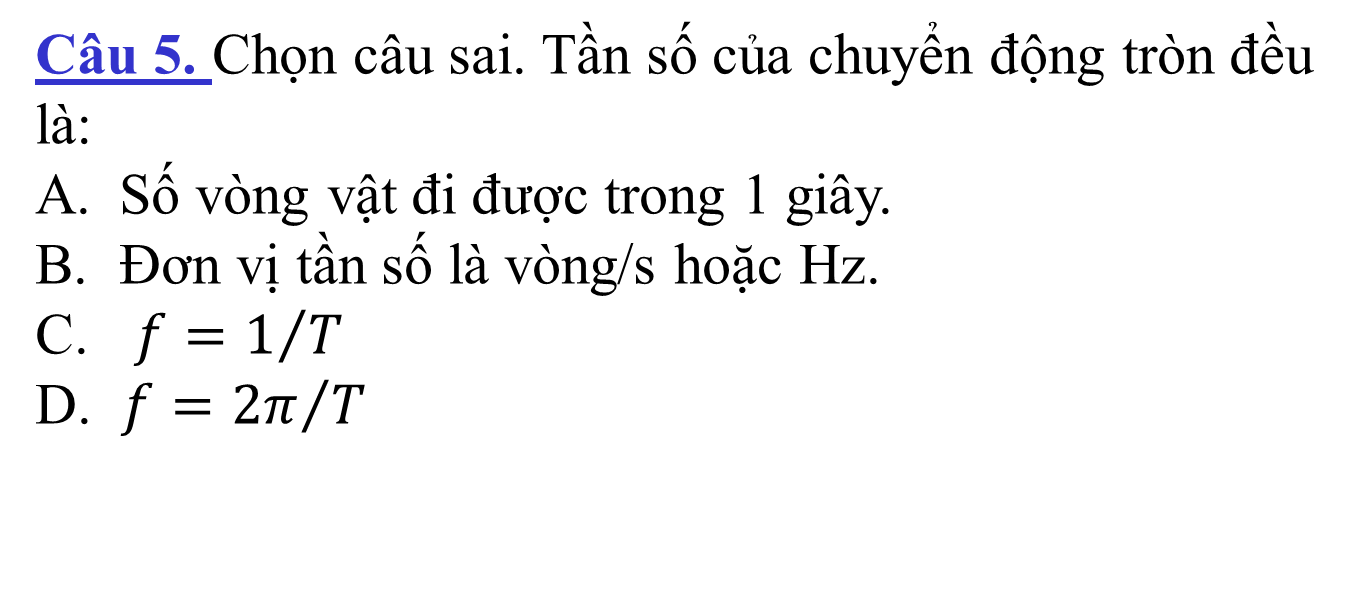 Câu 5. Chọn câu sai. Tần số của chuyển động tròn đều
là:
A. Số vòng vật đi được trong 1 giây.
B. Đơn vị tần số là vòng/s hoặc Hz.
C. f = 1/T
D. f = 2π/T